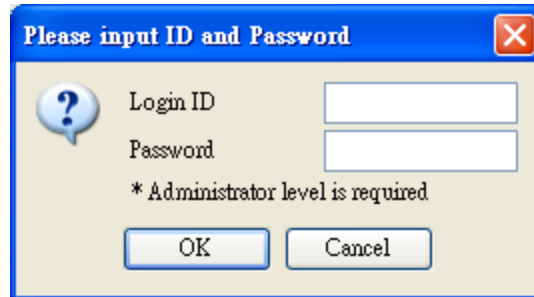 Please input ID and Password
Login ID
Password
* Administrator level is required
OK
Cancel